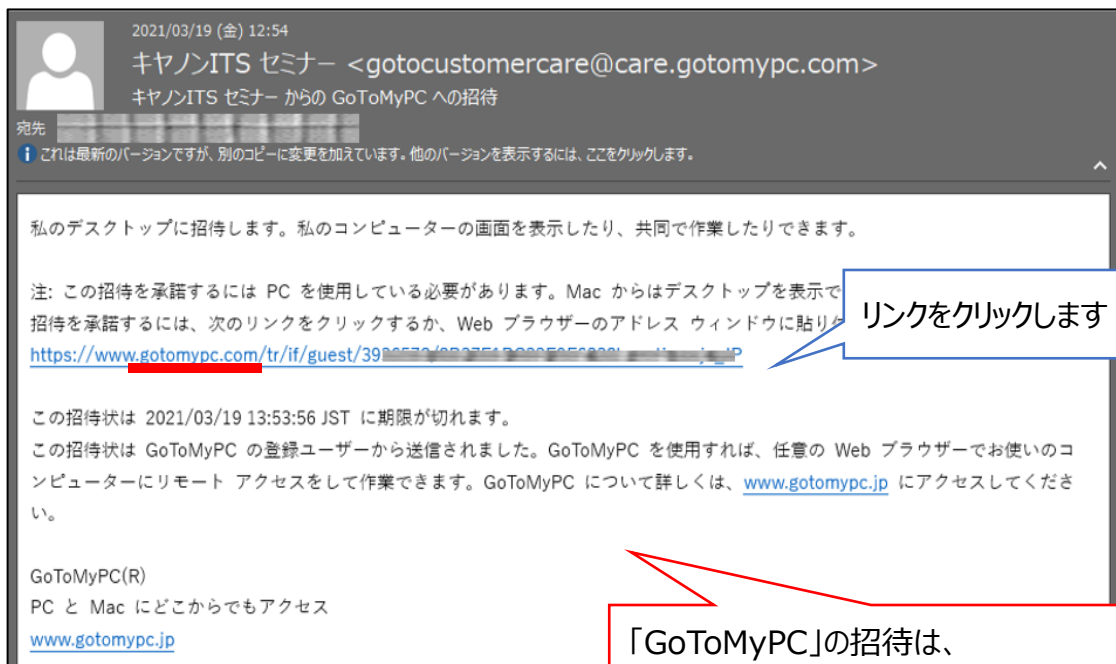 2021/03/19 (金) 12:54
キヤノンITS セミナー <gotocustomercare@care.gotomypc.com>
キヤノンITS セミナー からの GoToMyPC への招待
宛先
これは最新のバージョンですが、別のコピーに変更を加えています。他のバージョンを表示するには、ここをクリックします。
私のデスクトップに招待します。私のコンピューターの画面を表示したり、共同で作業したりできます。
注: この招待を承諾するには PC を使用している必要があります。Mac からはデスクトップを表示で
招待を承諾するには、次のリンクをクリックするか、Web ブラウザーのアドレス ウィンドウに貼り
リンクをクリックします
https://www.gotomypc.com/tr/if/guest/39
この招待状は 2021/03/19 13:53:56 JST に期限が切れます。
この招待状は GoToMyPC の登録ユーザーから送信されました。GoToMyPC を使用すれば、任意の Web ブラウザーでお使いのコ
ンピューターにリモート アクセスをして作業できます。GoToMyPC について詳しくは、www.gotomypc.jp にアクセスしてくださ
い。
GoToMyPC(R)
PC と Mac にどこからでもアクセス
www.gotomypc.jp
「GoToMyPC」の招待は、